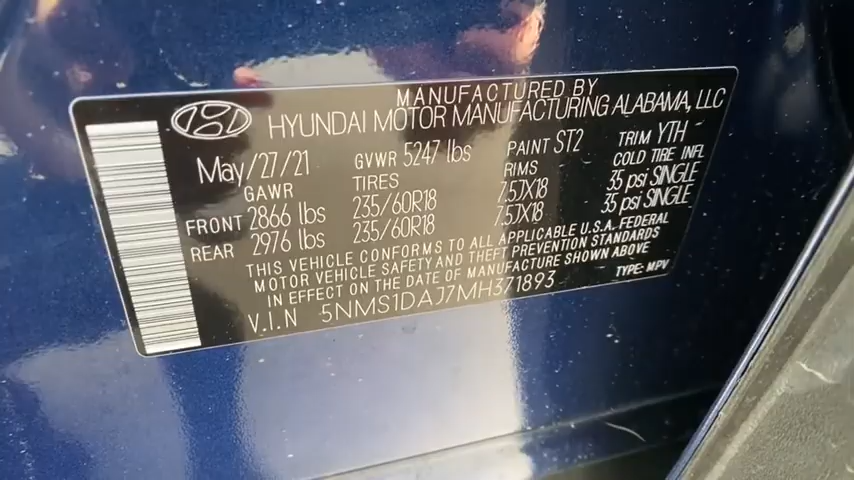 MANUFACTURED BY
HYUNDAI MOTOR MANUFACTURING ALABAMA, LLC
May/27/21 GVWR 5247 lbs PAINT ST2 TRIM YTH
GAWR TIRES RIMS COLD TIRE INFL
FRONT 2866 lbs 235/60R18 7.5JX18 35 psi SINGLE
REAR 2976 lbs 235/60R18 7.5JX18 35 psi SINGLE
THIS VEHICLE CONFORMS TO ALL APPLICABLE U.S.A. FEDERAL
MOTOR VEHICLE SAFETY AND THEFT PREVENTION STANDARDS
IN EFFECT ON THE DATE OF MANUFACTURE SHOWN ABOVE
V.I.N 5NMS1DAJ7MH371893 TYPE: MPV